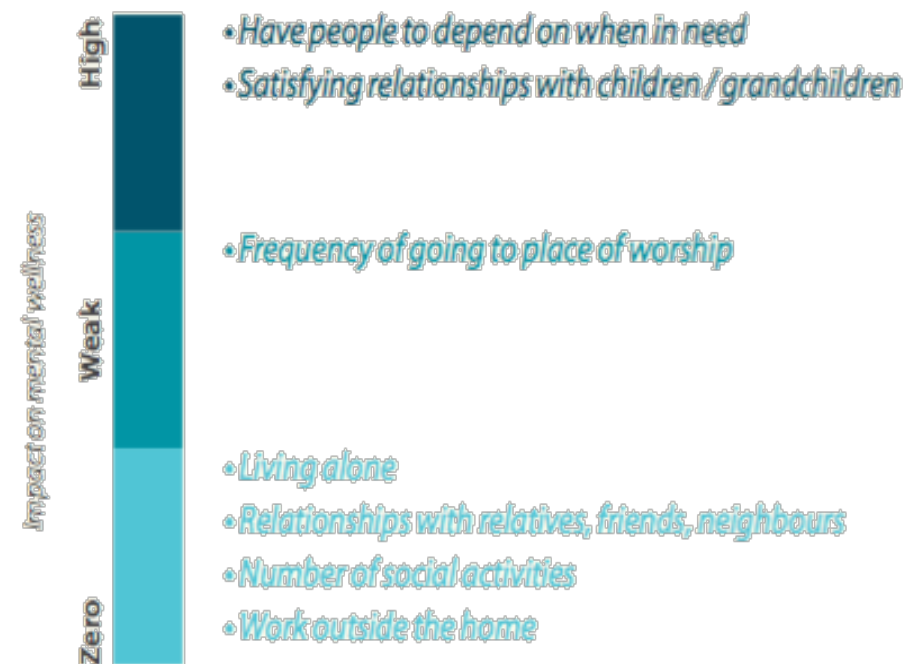 High
• Have people to depend on when in need
• Satisfying relationships with children / grandchildren
Impact on mental wellness
Weak
• Frequency of going to place of worship
• Living alone
• Relationships with relatives, friends, neighbours
• Number of social activities
Zero
• Work outside the home